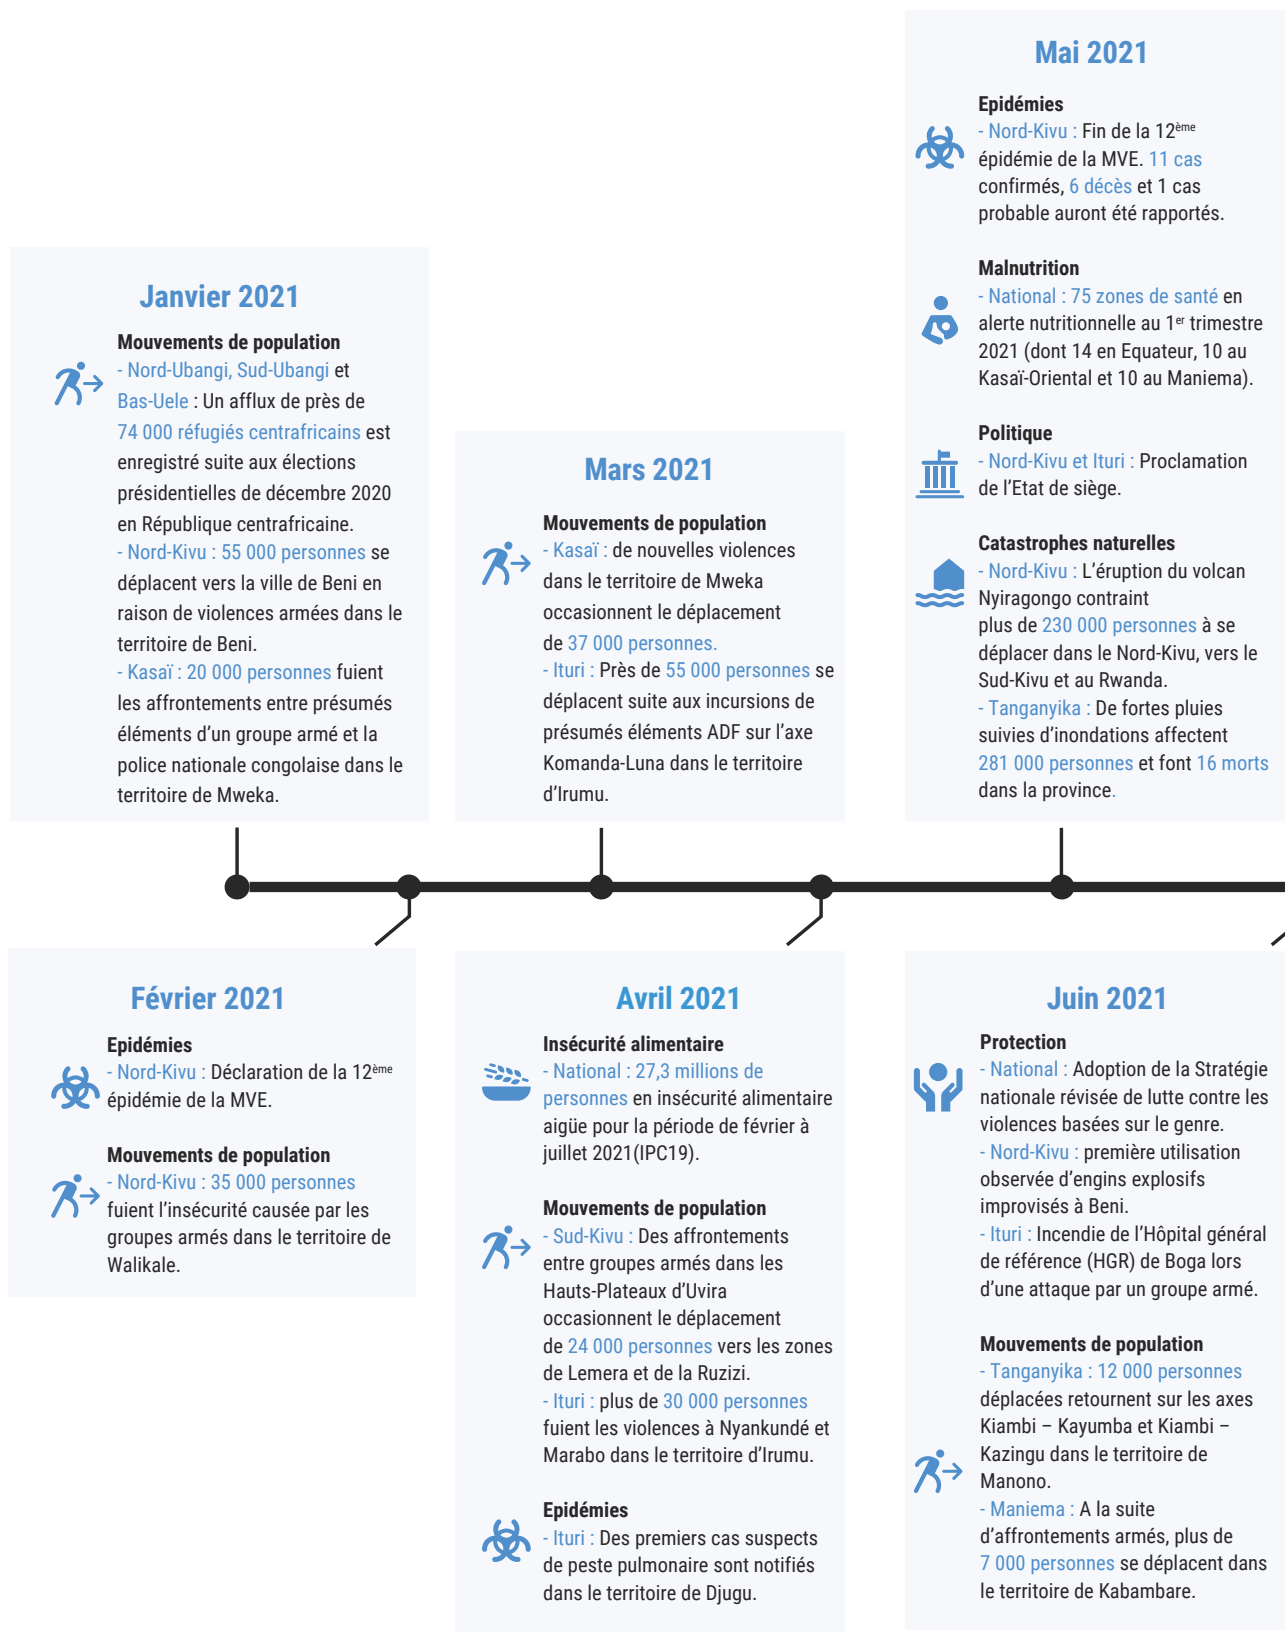 Janvier 2021
Mouvements de population
- Nord-Ubangi, Sud-Ubangi et
Bas-Uele : Un afflux de près de
74 000 réfugiés centrafricains est
enregistré suite aux élections
présidentielles de décembre 2020
en République centrafricaine.
- Nord-Kivu : 55 000 personnes se
déplacent vers la ville de Beni en
raison de violences armées dans le
territoire de Beni.
- Kasaï : 20 000 personnes fuient
les affrontements entre présumés
éléments d’un groupe armé et la
police nationale congolaise dans le
territoire de Mweka.
Février 2021
Epidémies
- Nord-Kivu : Déclaration de la 12ème
épidémie de la MVE.
Mouvements de population
- Nord-Kivu : 35 000 personnes
fuient l’insécurité causée par les
groupes armés dans le territoire de
Walikale.
Mars 2021
Mouvements de population
- Kasaï : de nouvelles violences
dans le territoire de Mweka
occasionnent le déplacement
de 37 000 personnes.
- Ituri : Près de 55 000 personnes se
déplacent suite aux incursions de
présumés éléments ADF sur l’axe
Komanda-Luna dans le territoire
d’Irumu.
Avril 2021
Insécurité alimentaire
- National : 27,3 millions de
personnes en insécurité alimentaire
aigüe pour la période de février à
juillet 2021(IPC19).
Mouvements de population
- Sud-Kivu : Des affrontements
entre groupes armés dans les
Hauts-Plateaux d’Uvira
occasionnent le déplacement
de 24 000 personnes vers les zones
de Lemera et de la Ruzizi.
- Ituri : plus de 30 000 personnes
fuient les violences à Nyankundé et
Marabo dans le territoire d’Irumu.
Epidémies
- Ituri : Des premiers cas suspects
de peste pulmonaire sont notifiés
dans le territoire de Djugu.
Mai 2021
Epidémies
- Nord-Kivu : Fin de la 12ème
épidémie de la MVE. 11 cas
confirmés, 6 décès et 1 cas
probable auront été rapportés.
Malnutrition
- National : 75 zones de santé en
alerte nutritionnelle au 1er trimestre
2021 (dont 14 en Equateur, 10 au
Kasaï-Oriental et 10 au Maniema).
Politique
- Nord-Kivu et Ituri : Proclamation
de l’Etat de siège.
Catastrophes naturelles
- Nord-Kivu : L’éruption du volcan
Nyiragongo contraint
plus de 230 000 personnes à se
déplacer dans le Nord-Kivu, vers le
Sud-Kivu et au Rwanda.
- Tanganyika : De fortes pluies
suivies d’inondations affectent
281 000 personnes et font 16 morts
dans la province.
Juin 2021
Protection
- National : Adoption de la Stratégie
nationale révisée de lutte contre les
violences basées sur le genre.
- Nord-Kivu : première utilisation
observée d’engins explosifs
improvisés à Beni.
- Ituri : Incendie de l’Hôpital général
de référence (HGR) de Boga lors
d’une attaque par un groupe armé.
Mouvements de population
- Tanganyika : 12 000 personnes
déplacées retournent sur les axes
Kiambi – Kayumba et Kiambi –
Kazingu dans le territoire de
Manono.
- Maniema : A la suite
d’affrontements armés, plus de
7 000 personnes se déplacent dans
le territoire de Kabambare.